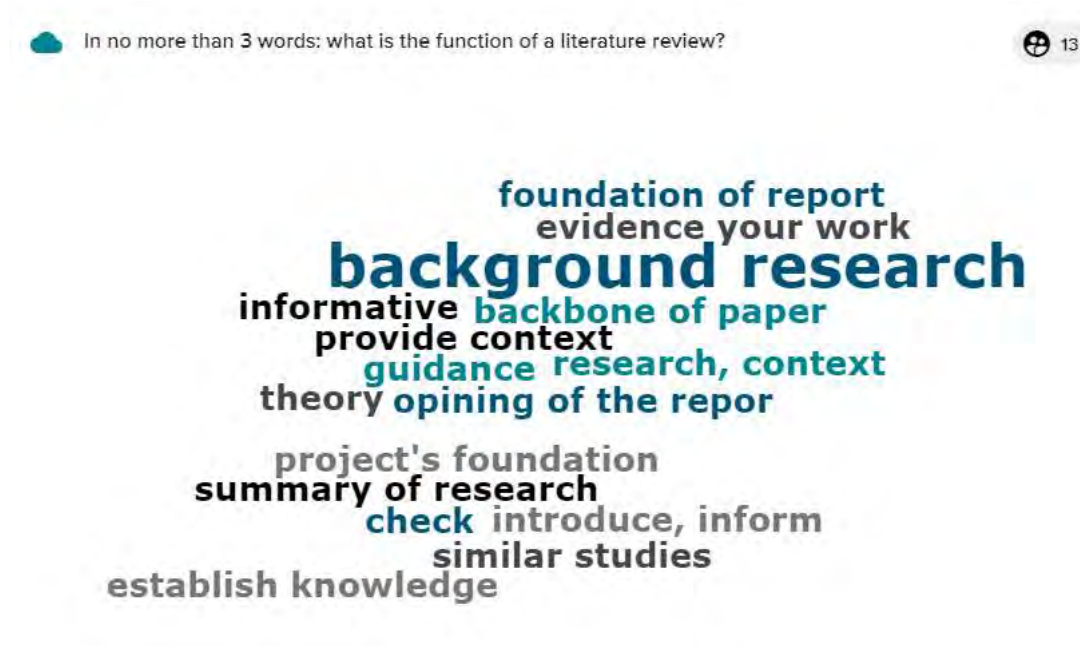 In no more than 3 words: what is the function of a literature review?
13
foundation of report
evidence your work
background research
informative backbone of paper
provide context
guidance research, context
theory opining of the repor
project's foundation
summary of research
check introduce, inform
similar studies
establish knowledge